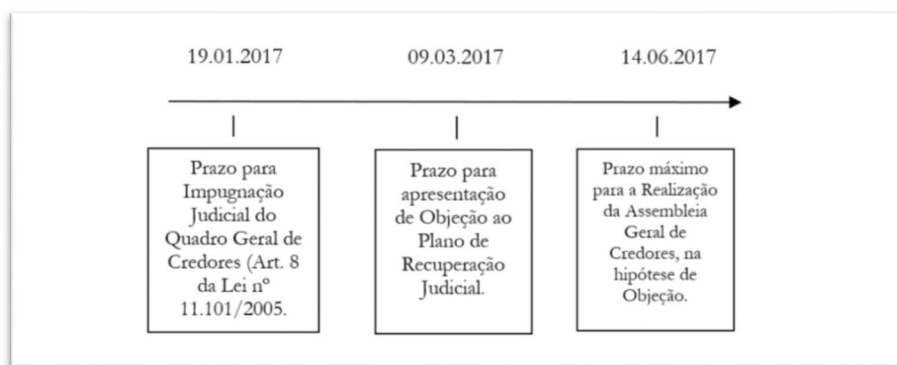 19.01.2017
09.03.2017
14.06.2017
Prazo para
Impugnação
Judicial do
Quadro Geral de
Credores (Art. 8
da Lei nº
11.101/2005.
Prazo para
apresentação
de Objeção ao
Plano de
Recuperação
Judicial.
Prazo máximo
para a Realização
da Assembleia
Geral de
Credores, na
hipótese de
Objeção.